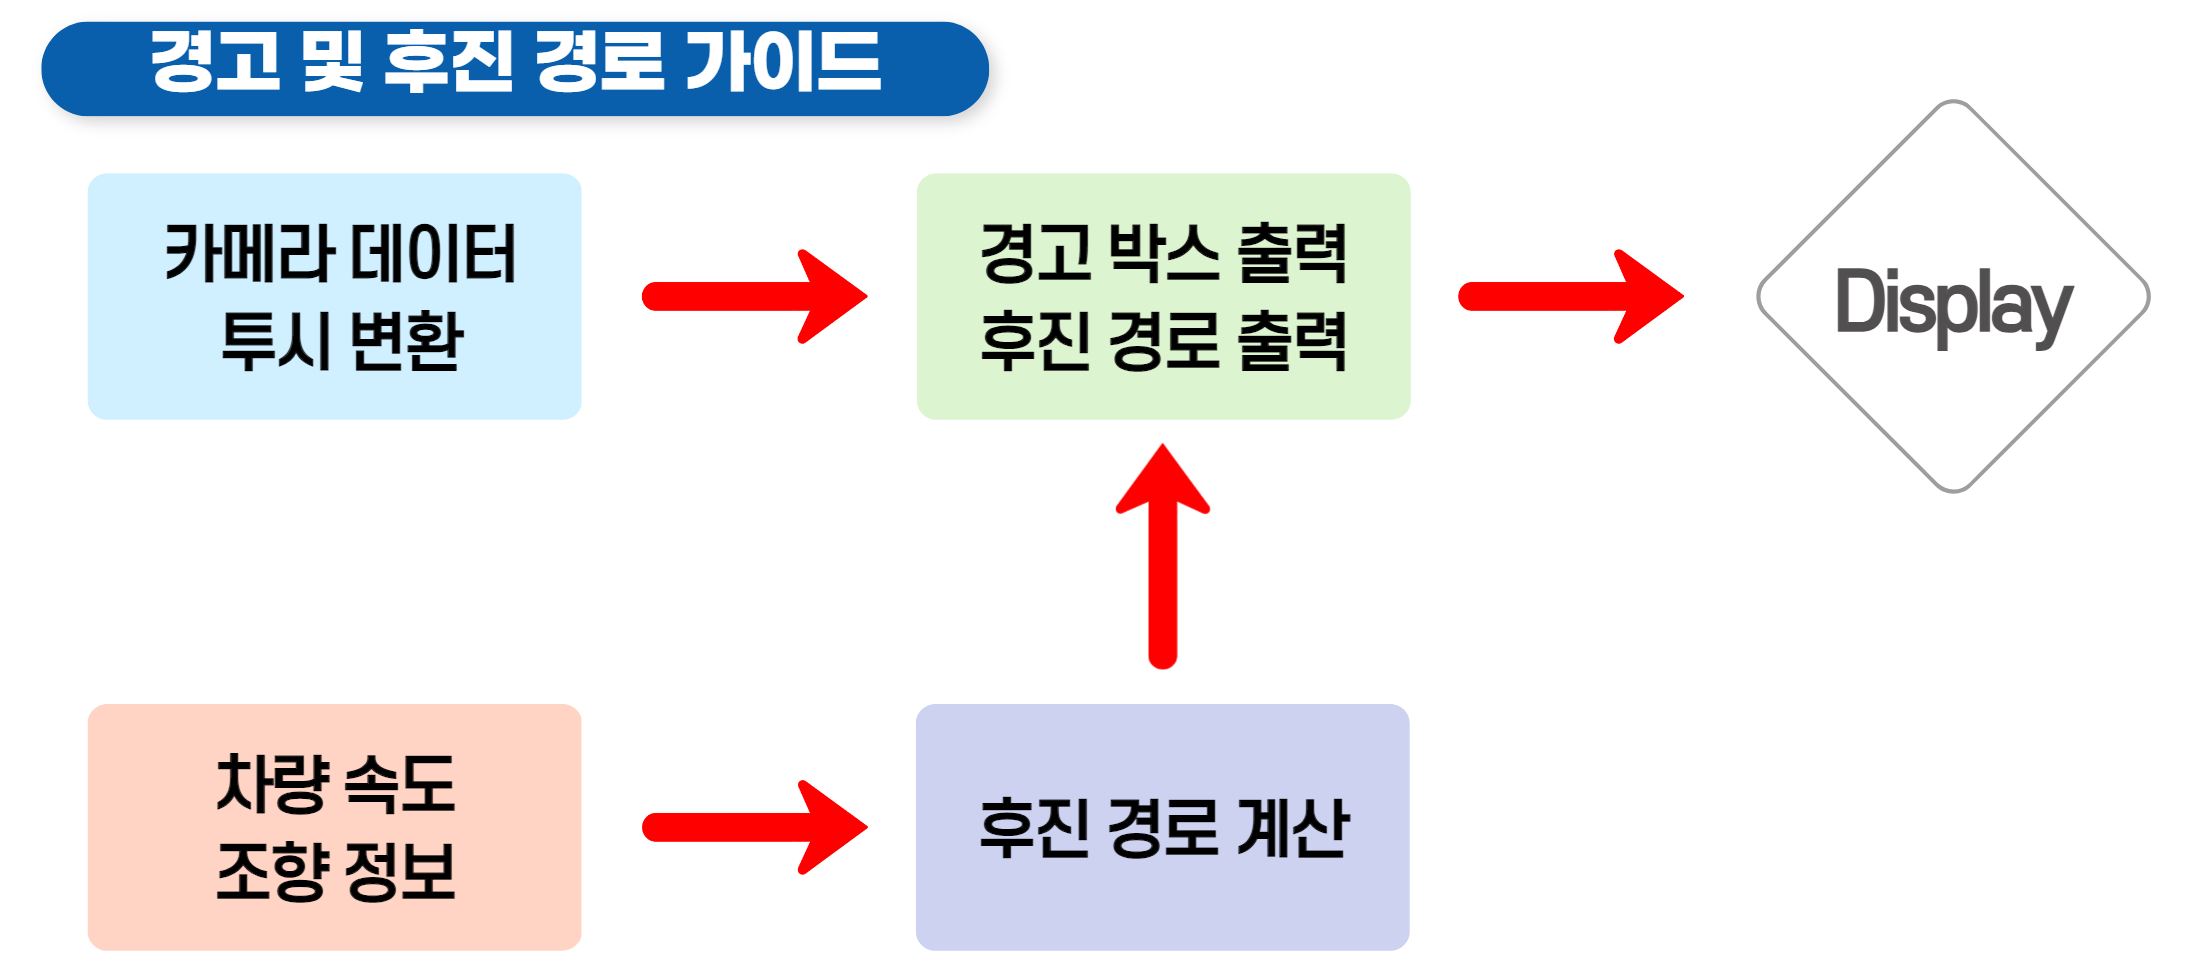 경고 및 후진 경로 가이드
카메라 데이터
투시 변환
경고 박스 출력
후진 경로 출력
Display
차량 속도
조향 정보
후진 경로 계산